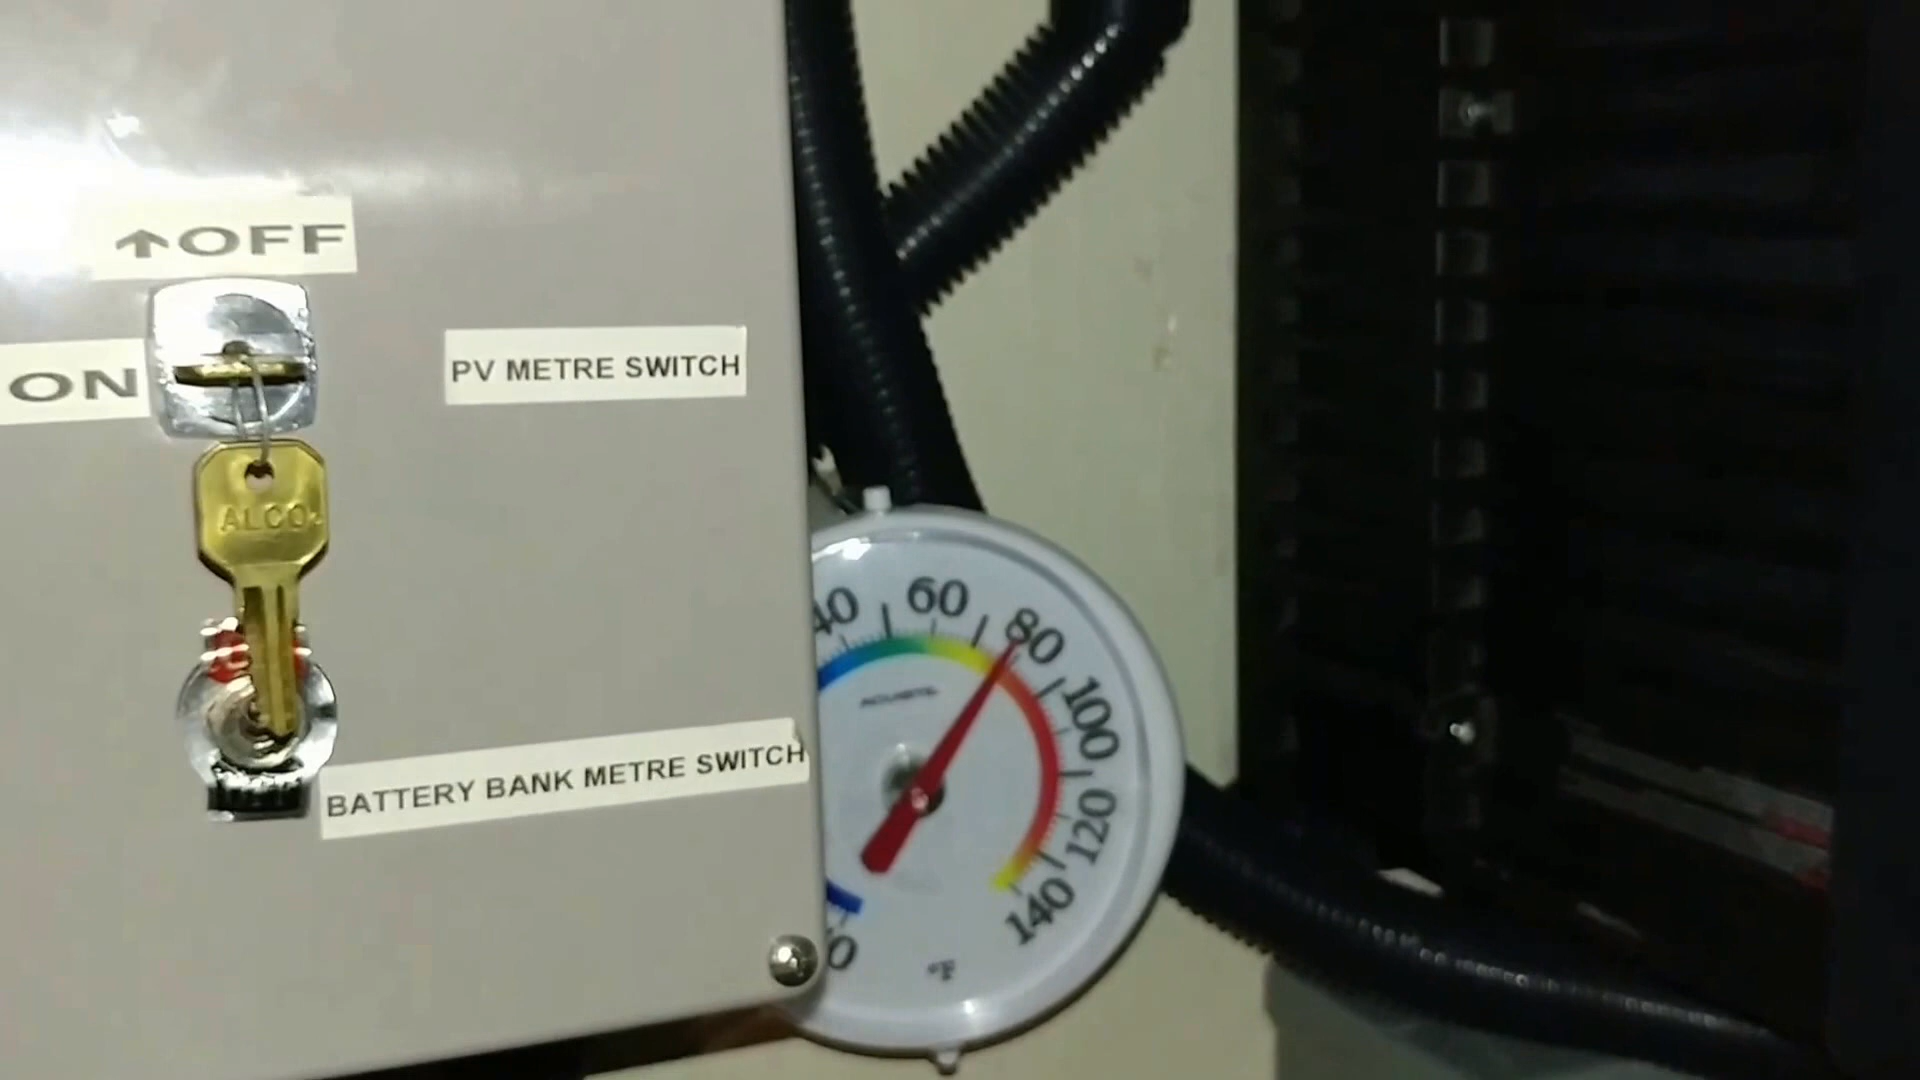 ↑OFF
ON
PV METRE SWITCH
ALCO
BATTERY BANK METRE SWITCH
40
60
80
100
120
140
°F